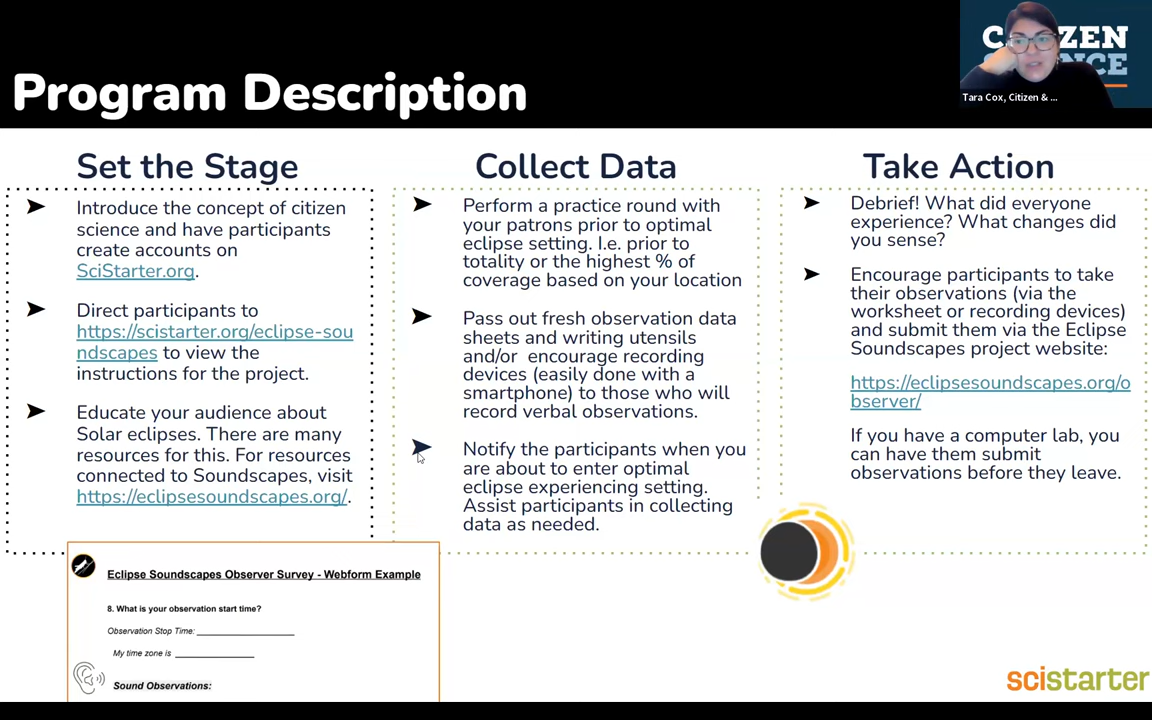 CITIZEN
SCIENCE
Tara Cox, Citizen & ...
Program Description
Set the Stage
Introduce the concept of citizen
science and have participants
create accounts on
SciStarter.org.
Direct participants to
https://scistarter.org/eclipse-sou
ndscapes to view the
instructions for the project.
Educate your audience about
Solar eclipses. There are many
resources for this. For resources
connected to Soundscapes, visit
https://eclipsesoundscapes.org/.
Collect Data
Perform a practice round with
your patrons prior to optimal
eclipse setting. I.e. prior to
totality or the highest % of
coverage based on your location
Pass out fresh observation data
sheets and writing utensils
and/or encourage recording
devices (easily done with a
smartphone) to those who will
record verbal observations.
Notify the participants when you
are about to enter optimal
eclipse experiencing setting.
Assist participants in collecting
data as needed.
Take Action
Debrief! What did everyone
experience? What changes did
you sense?
Encourage participants to take
their observations (via the
worksheet or recording devices)
and submit them via the Eclipse
Soundscapes project website:
https://eclipsesoundscapes.org/o
bserver/
If you have a computer lab, you
can have them submit
observations before they leave.
Eclipse Soundscapes Observer Survey - Webform Example
8. What is your observation start time?
Observation Stop Time: ____________________
My time zone is ________________
Sound Observations:
scistarter